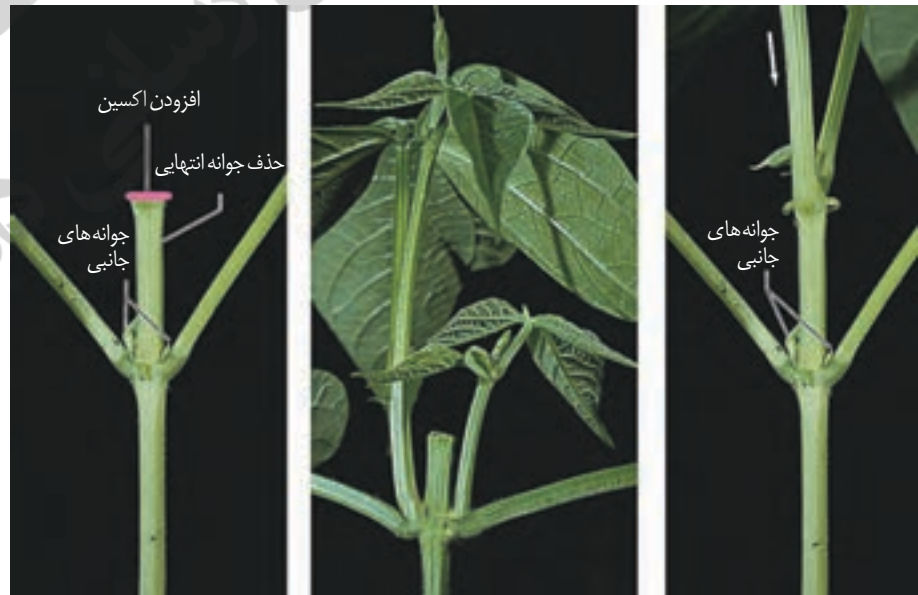 افزودن اکسین
حذف جوانه انتهایی
جوانه‌های
جانبی
جوانه‌های
جانبی